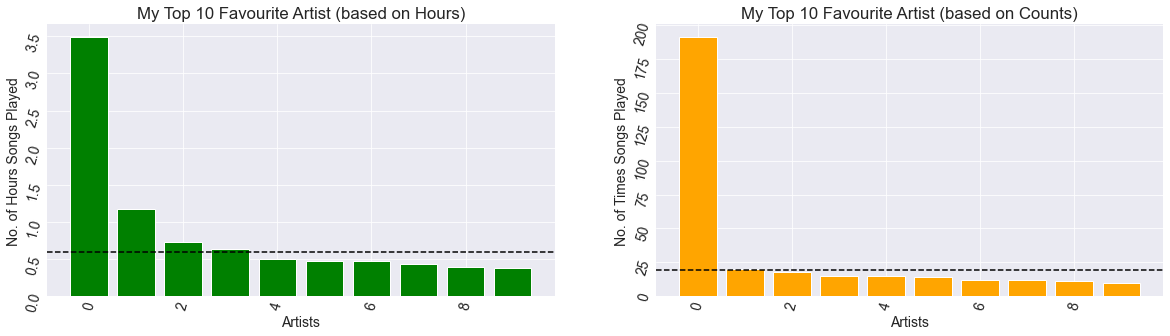 My Top 10 Favourite Artist (based on Hours)
No. of Hours Songs Played
3.5
3.0
2.5
2.0
1.5
1.0
0.5
0.0
0 2 4 6 8
Artists
My Top 10 Favourite Artist (based on Counts)
No. of Times Songs Played
200
175
150
125
100
75
50
25
0
0 2 4 6 8
Artists